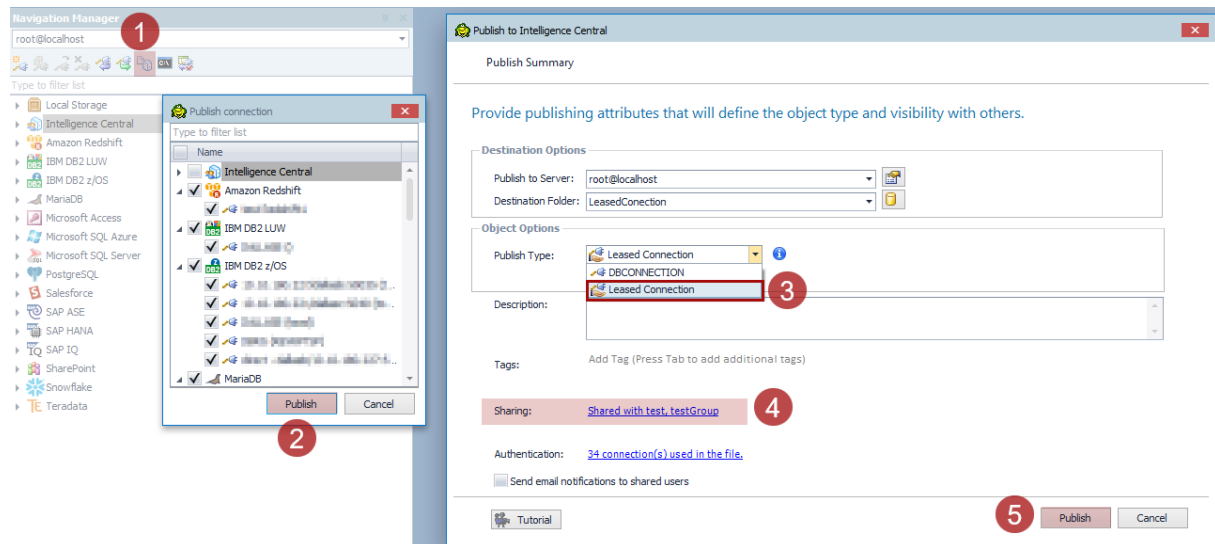 Navigation Manager
1
root@localhost
Type to filter list
Local Storage
Intelligence Central
Amazon Redshift
IBM DB2 LUW
IBM DB2 z/OS
MariaDB
Microsoft Access
Microsoft SQL Azure
Microsoft SQL Server
PostgreSQL
Salesforce
SAP ASE
SAP HANA
SAP IQ
SharePoint
Snowflake
Teradata
Publish connection
Type to filter list
Name
Intelligence Central
Amazon Redshift
IBM DB2 LUW
IBM DB2 z/OS
MariaDB
Publish Cancel
2
Publish to Intelligence Central
Publish Summary
Provide publishing attributes that will define the object type and visibility with others.
Destination Options
Publish to Server: root@localhost
Destination Folder: LeasedConection
Object Options
Publish Type: Leased Connection
DBCONNECTION
Leased Connection
3
Description:
Tags: Add Tag (Press Tab to add additional tags)
Sharing: Shared with test, testGroup
4
Authentication: 34 connection(s) used in the file.
Send email notifications to shared users
Tutorial
5
Publish Cancel